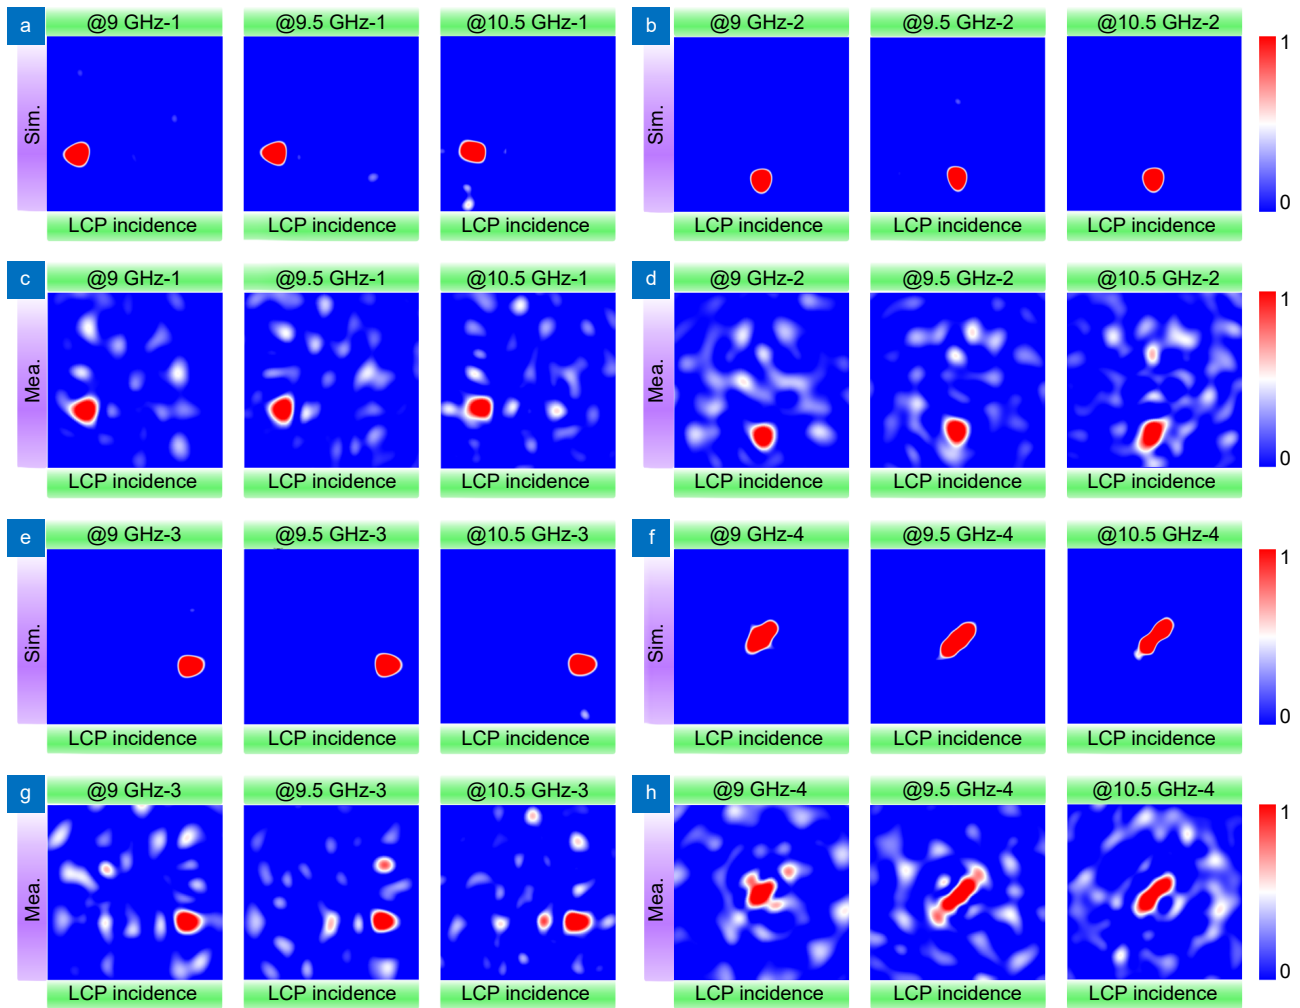 a @9 GHz-1 @9.5 GHz-1 @10.5 GHz-1 b @9 GHz-2 @9.5 GHz-2 @10.5 GHz-2
1
Sim.
0
LCP incidence LCP incidence LCP incidence LCP incidence LCP incidence LCP incidence
c @9 GHz-1 @9.5 GHz-1 @10.5 GHz-1 d @9 GHz-2 @9.5 GHz-2 @10.5 GHz-2
1
Mea. Mea.
0
LCP incidence LCP incidence LCP incidence LCP incidence LCP incidence LCP incidence
e @9 GHz-3 @9.5 GHz-3 @10.5 GHz-3 f @9 GHz-4 @9.5 GHz-4 @10.5 GHz-4
1
Sim. Sim.
0
LCP incidence LCP incidence LCP incidence LCP incidence LCP incidence LCP incidence
g @9 GHz-3 @9.5 GHz-3 @10.5 GHz-3 h @9 GHz-4 @9.5 GHz-4 @10.5 GHz-4
1
Mea. Mea.
0
LCP incidence LCP incidence LCP incidence LCP incidence LCP incidence LCP incidence